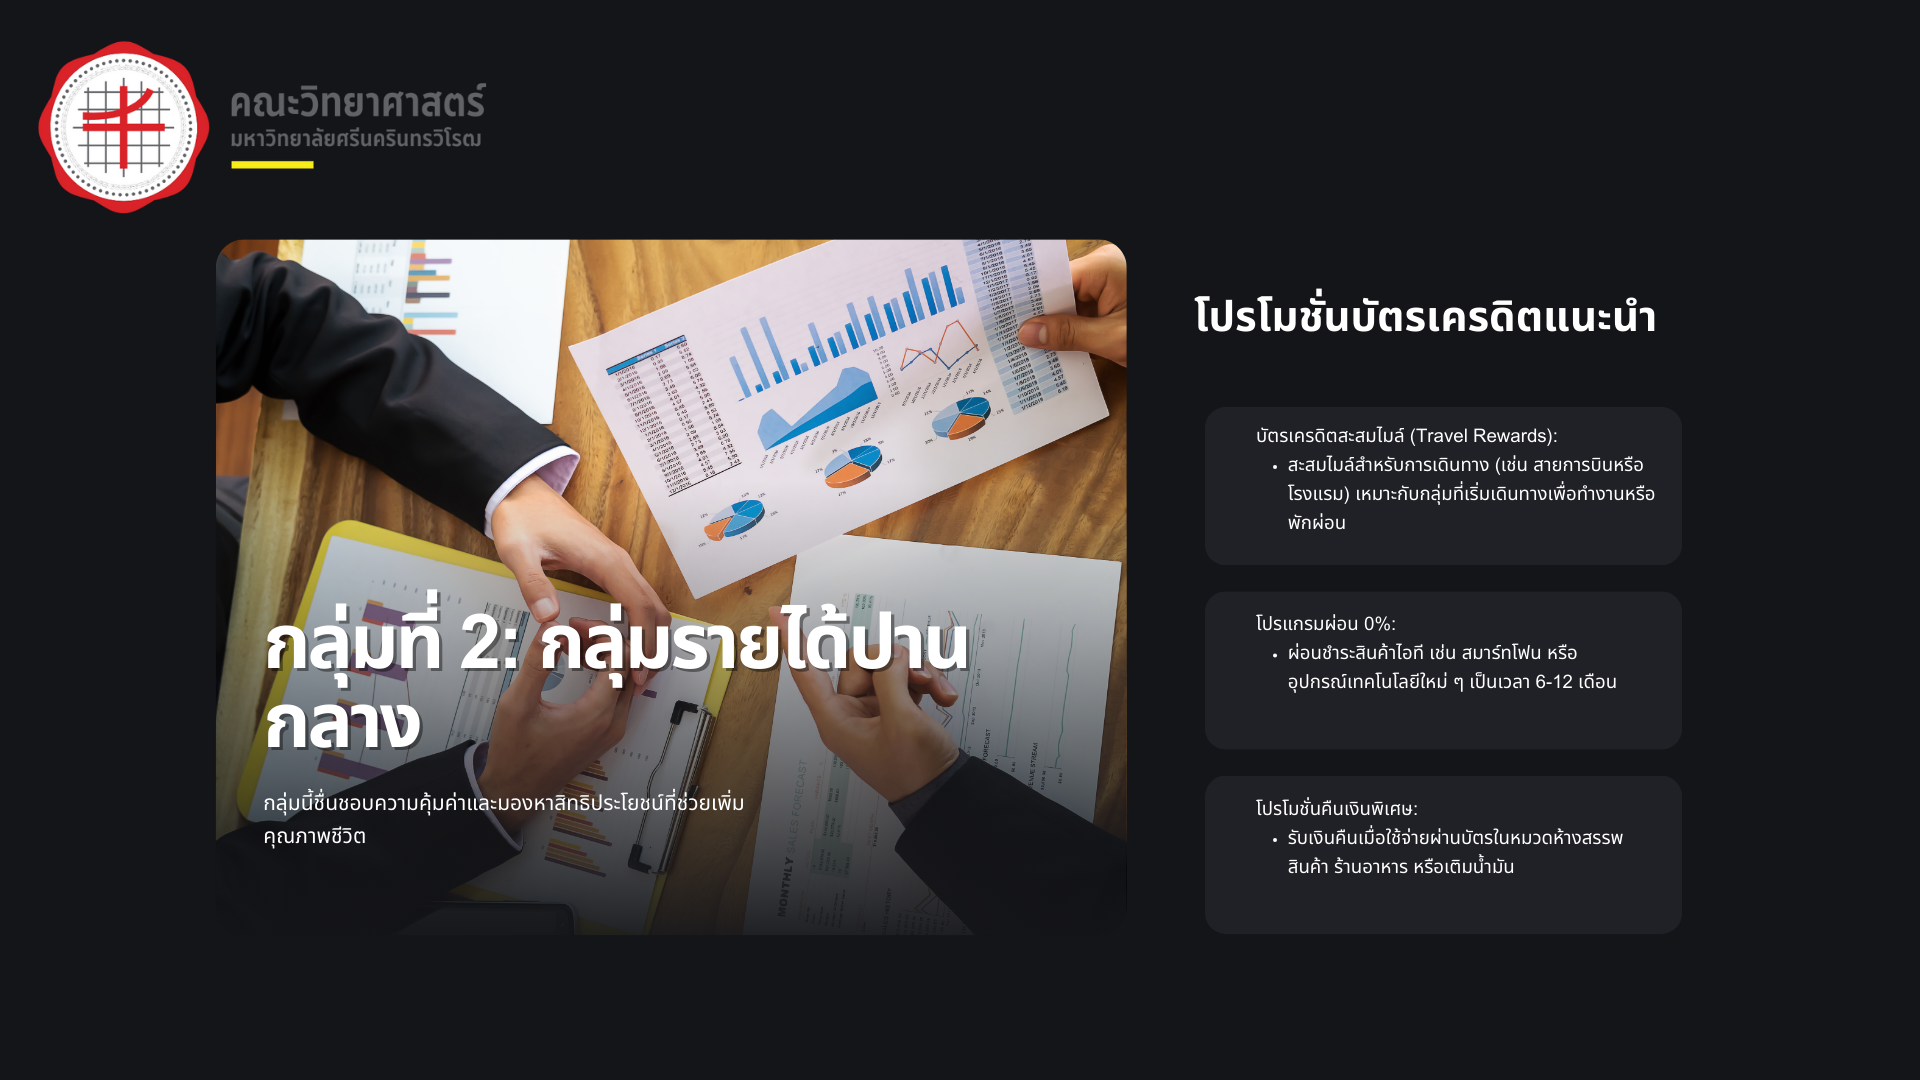 คณะวิทยาศาสตร์
มหาวิทยาลัยศรีนครินทรวิโรฒ
กลุ่มที่ 2: กลุ่มรายได้ปาน
กลาง
กลุ่มนี้ชื่นชอบความคุ้มค่าและมองหาสิทธิประโยชน์ที่ช่วยเพิ่ม
คุณภาพชีวิต
MONTHLY SALES FORECAST
โปรโมชั่นบัตรเครดิตแนะนำ
บัตรเครดิตสะสมไมล์ (Travel Rewards):
• สะสมไมล์สำหรับการเดินทาง (เช่น สายการบินหรือ
โรงแรม) เหมาะกับกลุ่มที่เริ่มเดินทางเพื่อทำงานหรือ
พักผ่อน
โปรแกรมผ่อน 0%:
• ผ่อนชำระสินค้าไอที เช่น สมาร์ทโฟน หรือ
อุปกรณ์เทคโนโลยีใหม่ ๆ เป็นเวลา 6-12 เดือน
โปรโมชั่นคืนเงินพิเศษ:
• รับเงินคืนเมื่อใช้จ่ายผ่านบัตรในหมวดห้างสรรพ
สินค้า ร้านอาหาร หรือเติมน้ำมัน